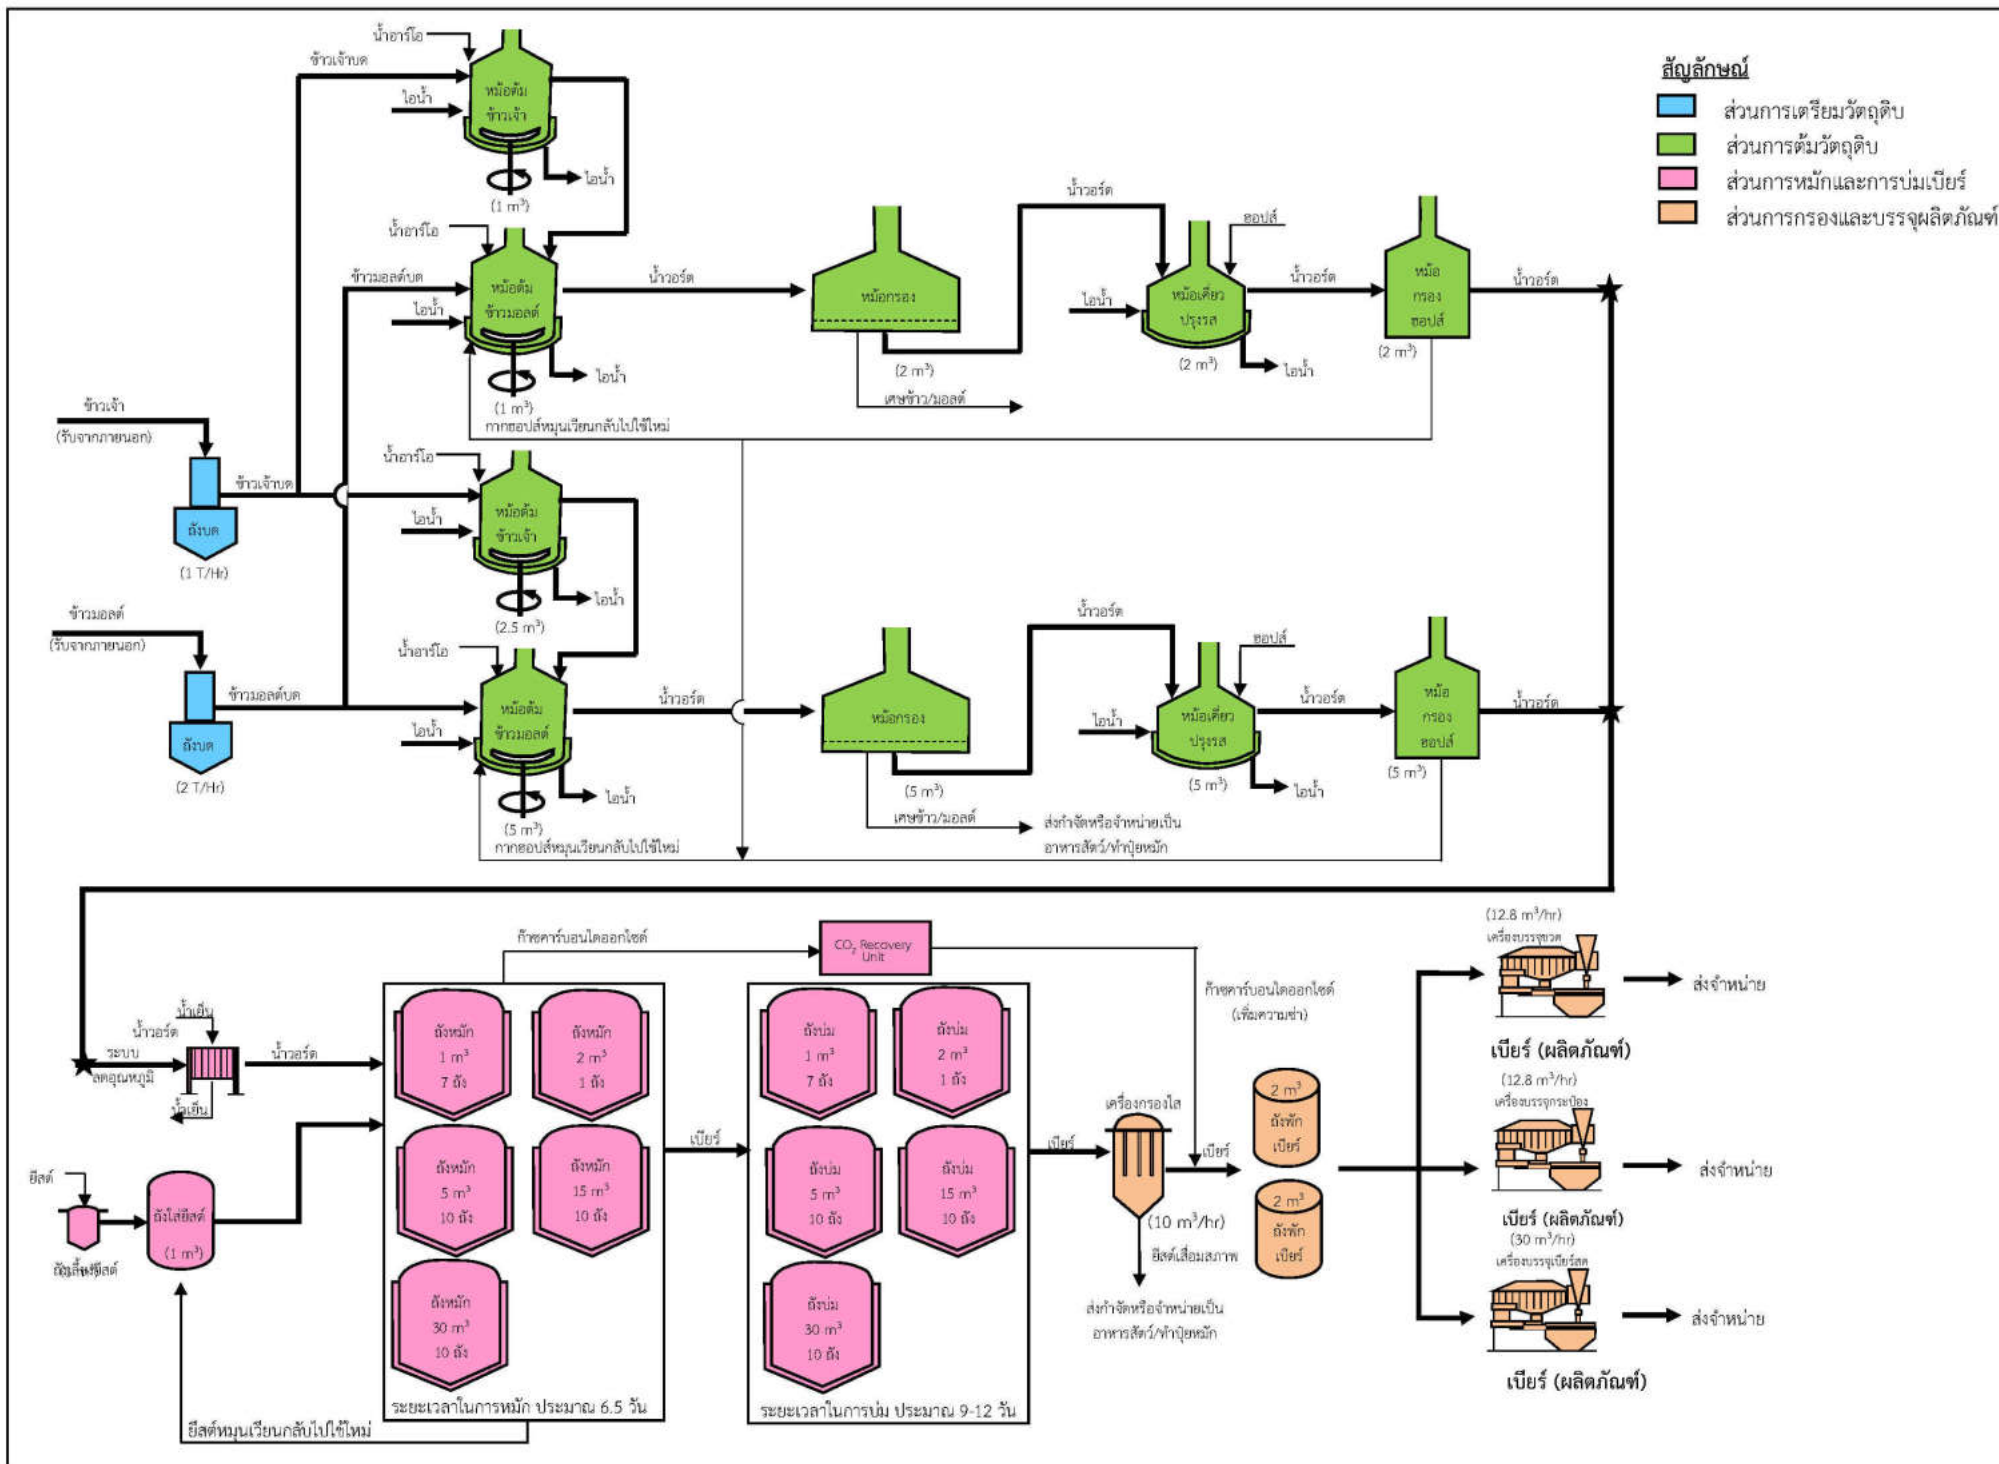 สัญลักษณ์
ส่วนการเตรียมวัตถุดิบ
ส่วนการต้มวัตถุดิบ
ส่วนการหมักและการบ่มเบียร์
ส่วนการกรองและบรรจุผลิตภัณฑ์
น้ำอาร์โอ
ข้าวเจ้าบด
ไอน้ำ
หม้อต้ม
ข้าวเจ้า
ไอน้ำ
(1 m³)
น้ำอาร์โอ
ข้าวมอลต์บด
ไอน้ำ
หม้อต้ม
ข้าวมอลต์
ไอน้ำ
(1 m³)
น้ำวอร์ต
หม้อกรอง
(2 m³)
เศษข้าว/มอลต์
น้ำวอร์ต
ฮอปส์
ไอน้ำ
หม้อเคี่ยว
ปรุงรส
(2 m³)
ไอน้ำ
น้ำวอร์ต
หม้อ
กรอง
ฮอปส์
(2 m³)
น้ำวอร์ต
กากฮอปส์หมุนเวียนกลับไปใช้ใหม่
ข้าวเจ้า
(รับจากภายนอก)
ถังบด
(1 T/Hr)
ข้าวเจ้าบด
น้ำอาร์โอ
ไอน้ำ
หม้อต้ม
ข้าวเจ้า
ไอน้ำ
(2.5 m³)
ข้าวมอลต์
(รับจากภายนอก)
ถังบด
(2 T/Hr)
ข้าวมอลต์บด
น้ำอาร์โอ
ไอน้ำ
หม้อต้ม
ข้าวมอลต์
ไอน้ำ
(5 m³)
น้ำวอร์ต
หม้อกรอง
(5 m³)
เศษข้าว/มอลต์
ส่งกำจัดหรือจำหน่ายเป็น
อาหารสัตว์/ทำปุ๋ยหมัก
น้ำวอร์ต
ฮอปส์
ไอน้ำ
หม้อเคี่ยว
ปรุงรส
(5 m³)
ไอน้ำ
น้ำวอร์ต
หม้อ
กรอง
ฮอปส์
(5 m³)
น้ำวอร์ต
กากฮอปส์หมุนเวียนกลับไปใช้ใหม่
น้ำเย็น
น้ำวอร์ต
ระบบ
ลดอุณหภูมิ
น้ำเย็น
น้ำวอร์ต
ยีสต์
ถังใส่ยีสต์
(1 m³)
ยีสต์หมุนเวียนกลับไปใช้ใหม่
ก๊าซคาร์บอนไดออกไซด์
CO₂ Recovery
Unit
ถังหมัก
1 m³
7 ถัง
ถังหมัก
2 m³
1 ถัง
ถังหมัก
5 m³
10 ถัง
ถังหมัก
15 m³
10 ถัง
ถังหมัก
30 m³
10 ถัง
ระยะเวลาในการหมัก ประมาณ 6.5 วัน
เบียร์
ถังบ่ม
1 m³
7 ถัง
ถังบ่ม
2 m³
1 ถัง
ถังบ่ม
5 m³
10 ถัง
ถังบ่ม
15 m³
10 ถัง
ถังบ่ม
30 m³
10 ถัง
ระยะเวลาในการบ่ม ประมาณ 9-12 วัน
เบียร์
เครื่องกรองใส
ก๊าซคาร์บอนไดออกไซด์
(เพิ่มความซ่า)
เบียร์
(10 m³/hr)
ยีสต์เสื่อมสภาพ
ส่งกำจัดหรือจำหน่ายเป็น
อาหารสัตว์/ทำปุ๋ยหมัก
2 m³
ถังพัก
เบียร์
2 m³
ถังพัก
เบียร์
(12.8 m³/hr)
เครื่องบรรจุขวด
ส่งจำหน่าย
เบียร์ (ผลิตภัณฑ์)
(12.8 m³/hr)
เครื่องบรรจุกระป๋อง
ส่งจำหน่าย
เบียร์ (ผลิตภัณฑ์)
(30 m³/hr)
เครื่องบรรจุเบียร์สด
ส่งจำหน่าย
เบียร์ (ผลิตภัณฑ์)